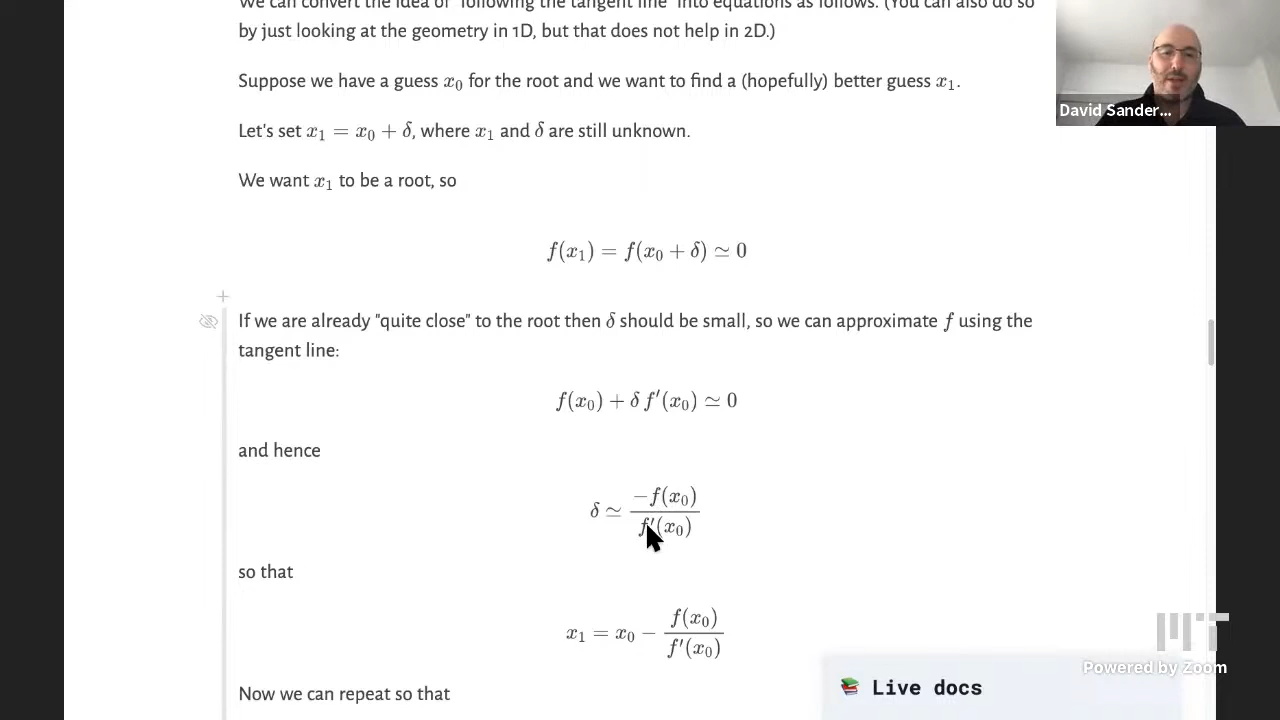 We can convert the idea of "following the tangent line" into equations as follows. (You can also do so
by just looking at the geometry in 1D, but that does not help in 2D.)
Suppose we have a guess x₀ for the root and we want to find a (hopefully) better guess x₁.
Let's set x₁ = x₀ + δ, where x₁ and δ are still unknown.
We want x₁ to be a root, so
f(x₁) = f(x₀ + δ) ≃ 0
If we are already "quite close" to the root then δ should be small, so we can approximate f using the
tangent line:
f(x₀) + δ f′(x₀) ≃ 0
and hence
δ ≃ −f(x₀) / f′(x₀)
so that
x₁ = x₀ − f(x₀) / f′(x₀)
Now we can repeat so that
David Sander...
MIT
Powered by Zoom
Live docs